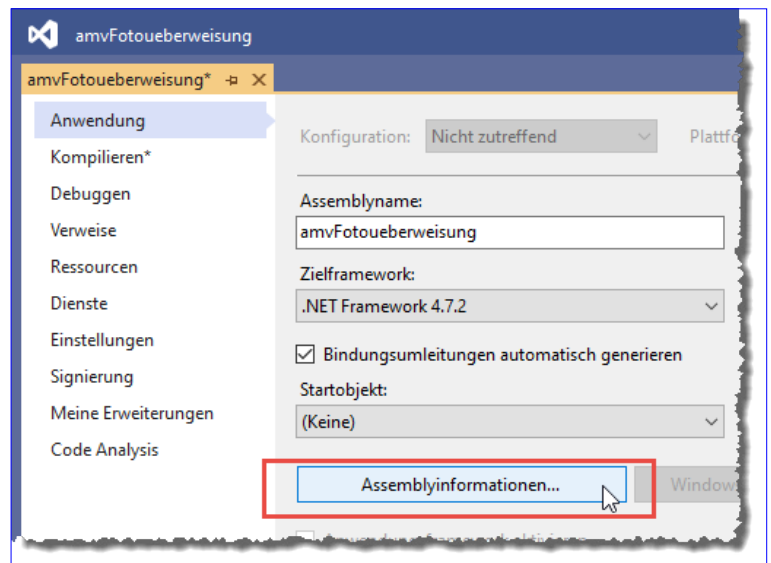 amvFotoueberweisung
amvFotoueberweisung*
Anwendung
Kompilieren*
Debuggen
Verweise
Ressourcen
Dienste
Einstellungen
Signierung
Meine Erweiterungen
Code Analysis
Konfiguration: Nicht zutreffend
Assemblyname:
amvFotoueberweisung
Zielframework:
.NET Framework 4.7.2
Bindungsumleitungen automatisch generieren
Startobjekt:
(Keine)
Assemblyinformationen... Window